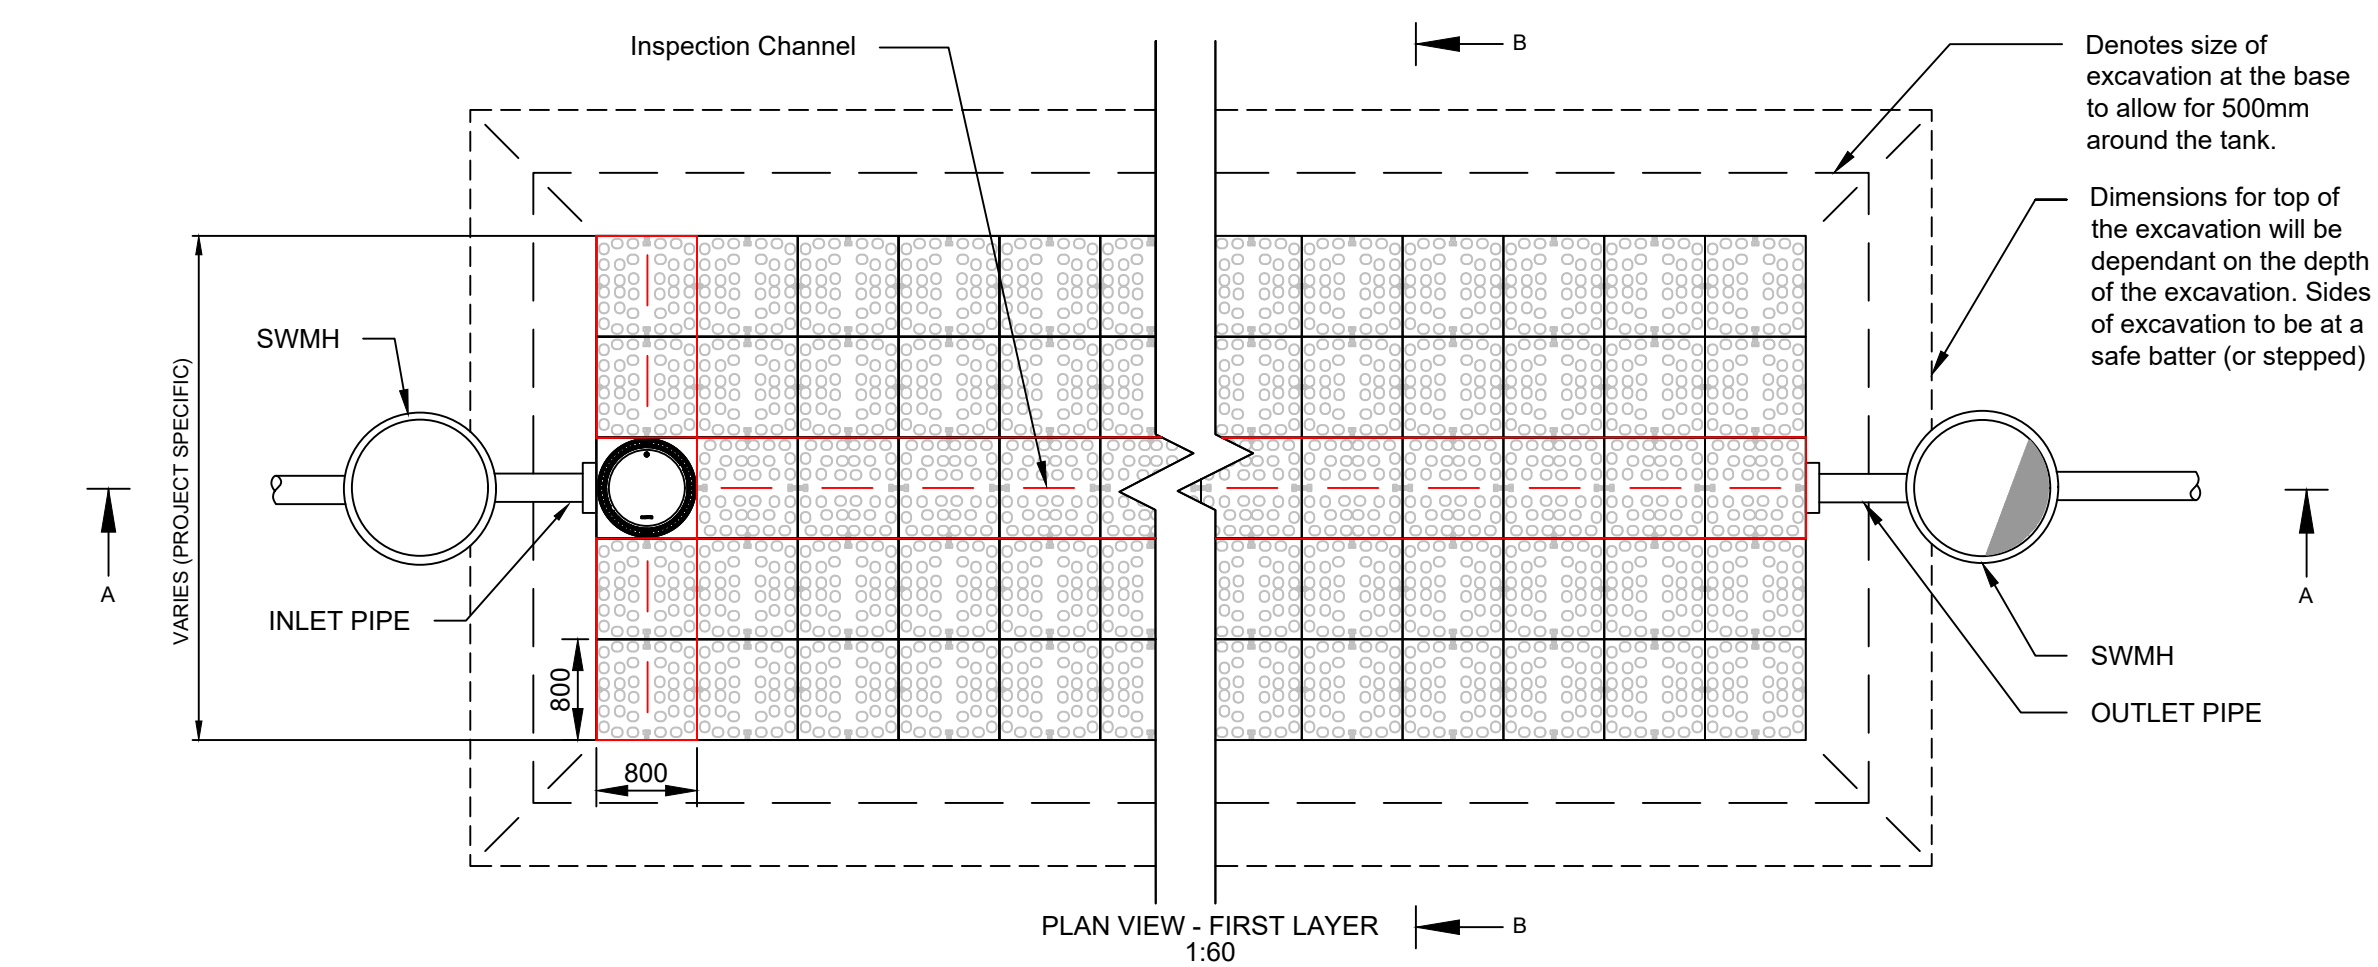 Inspection Channel
B
Denotes size of
excavation at the base
to allow for 500mm
around the tank.
Dimensions for top of
the excavation will be
dependant on the depth
of the excavation. Sides
of excavation to be at a
safe batter (or stepped)
SWMH
VARIES (PROJECT SPECIFIC)
A
INLET PIPE
800
800
A
SWMH
OUTLET PIPE
PLAN VIEW - FIRST LAYER
1:60
B